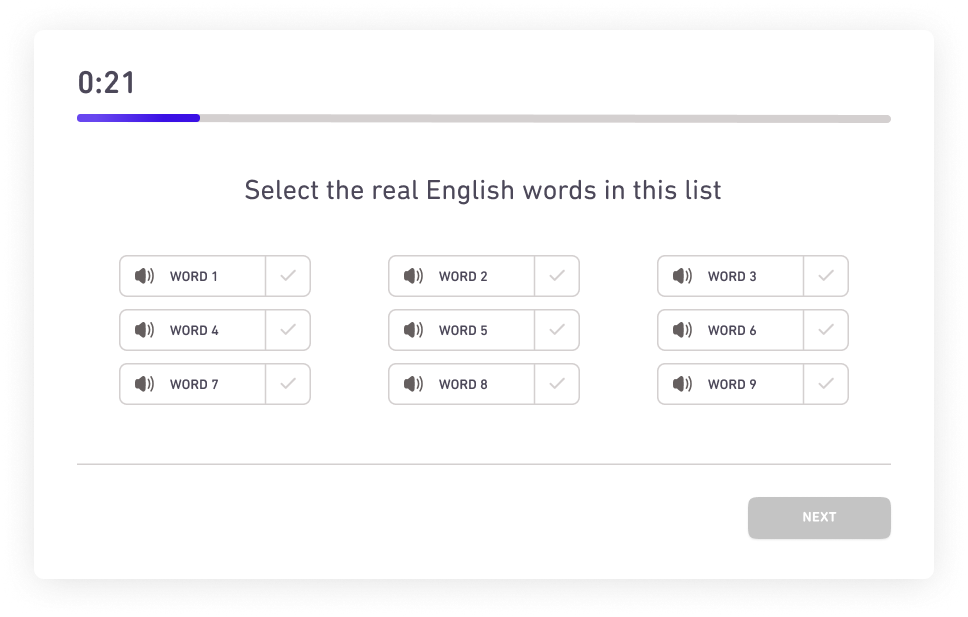 0:21
Select the real English words in this list
WORD 1 WORD 2 WORD 3
WORD 4 WORD 5 WORD 6
WORD 7 WORD 8 WORD 9
NEXT